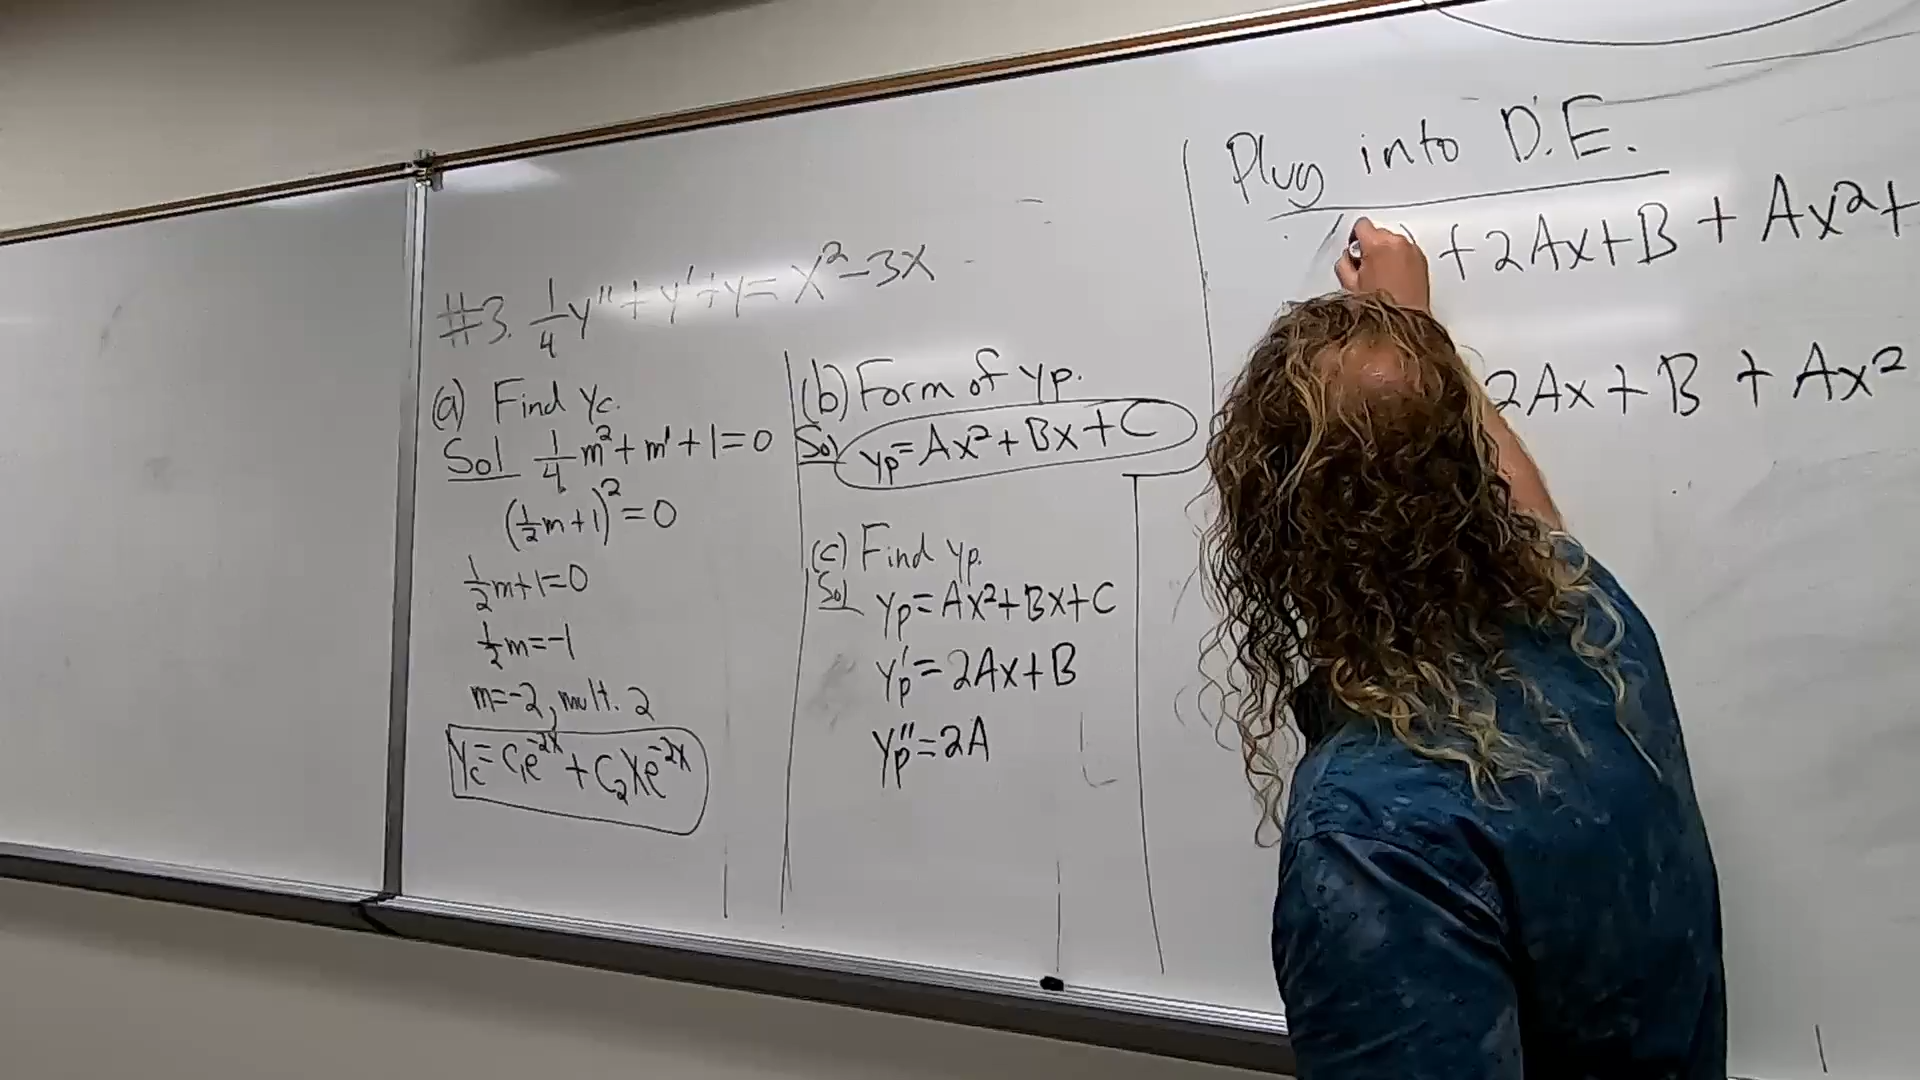 #3. 1/4 y'' + y' + y = x² - 3x
(a) Find yc.
Sol 1/4 m² + m' + 1 = 0
(1/2 m + 1)² = 0
1/2 m + 1 = 0
1/2 m = -1
m = -2, mult. 2
yc = c₁e^-2x + c₂xe^-2x
(b) Form of yp.
Sol yp = Ax² + Bx + C
(c) Find yp.
Sol yp = Ax² + Bx + C
yp' = 2Ax + B
yp'' = 2A
Plug into D.E.
) + 2Ax + B + Ax² +
2Ax + B + Ax²